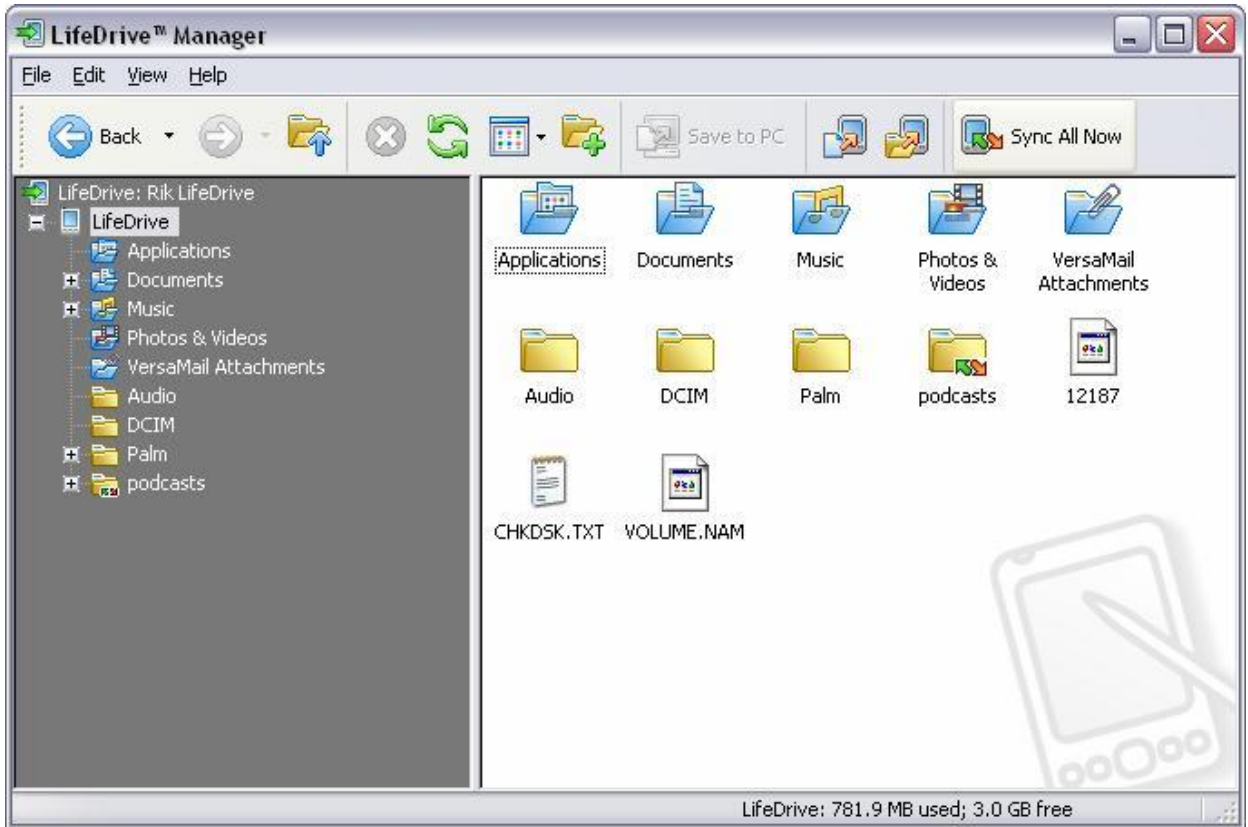 LifeDrive™ Manager
File Edit View Help
Back Save to PC Sync All Now
LifeDrive: Rik LifeDrive
LifeDrive
Applications
Documents
Music
Photos & Videos
VersaMail Attachments
Audio
DCIM
Palm
podcasts
Applications Documents Music Photos & Videos VersaMail Attachments
Audio DCIM Palm podcasts 12187
CHKDSK.TXT VOLUME.NAM
LifeDrive: 781.9 MB used; 3.0 GB free